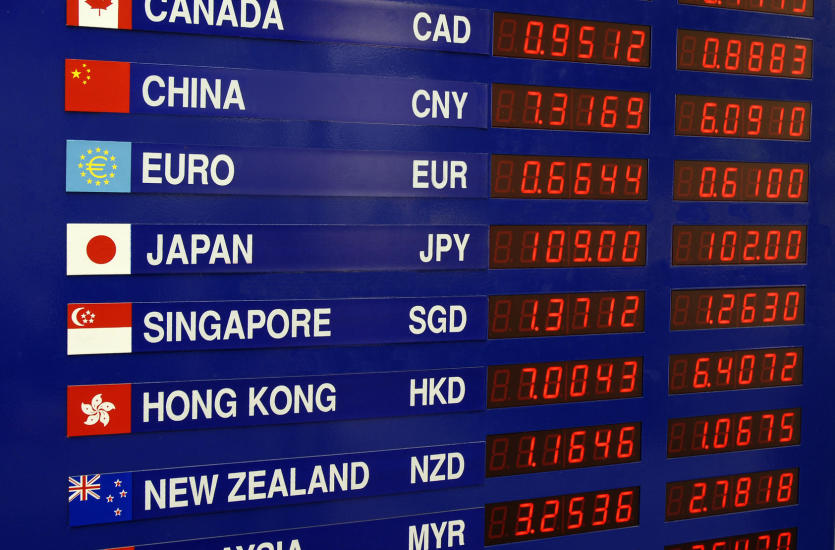 CANADA CAD 0.9512 0.8883
CHINA CNY 7.3169 6.0910
EURO EUR 0.6644 0.6100
JAPAN JPY 109.00 102.00
SINGAPORE SGD 1.3712 1.2630
HONG KONG HKD 7.0043 6.4072
NEW ZEALAND NZD 1.1646 1.0675
MYR 3.2536 2.7818